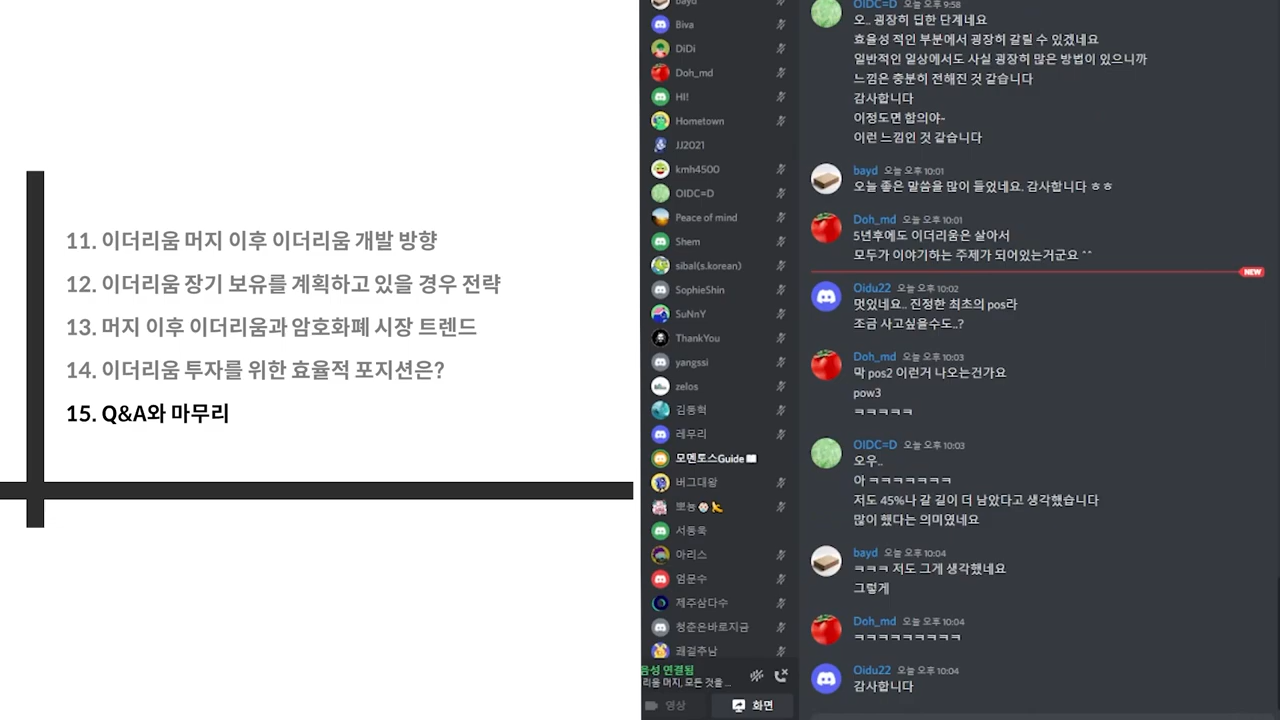 11. 이더리움 머지 이후 이더리움 개발 방향
12. 이더리움 장기 보유를 계획하고 있을 경우 전략
13. 머지 이후 이더리움과 암호화폐 시장 트렌드
14. 이더리움 투자를 위한 효율적 포지션은?
15. Q&A와 마무리
bayd
Biva
DiDi
Doh_md
HI!
Hometown
JJ2021
kmh4500
OIDC=D
Peace of mind
Shem
sibal(s.korean)
SophieShin
SuNnY
ThankYou
yangssi
zelos
김동혁
레무리
모멘토스Guide
버그대왕
뽀뇽
서동욱
아리스
엄문수
제주삼다수
청춘은바로지금
음성 연결됨
리움 머지, 모든 것을 ...
영상
화면
OIDC=D 오늘 오후 9:58
오.. 굉장히 딥한 단계네요
효율성 적인 부분에서 굉장히 갈릴 수 있겠네요
일반적인 일상에서도 사실 굉장히 많은 방법이 있으니까
느낌은 충분히 전해진 것 같습니다
감사합니다
이정도면 합의야~
이런 느낌인 것 같습니다
bayd 오늘 오후 10:01
오늘 좋은 말씀을 많이 들었네요. 감사합니다 ㅎㅎ
Doh_md 오늘 오후 10:01
5년후에도 이더리움은 살아서
모두가 이야기하는 주제가 되어있는거군요 ^^
NEW
Oidu22 오늘 오후 10:02
멋있네요.. 진정한 최초의 pos라
조금 사고싶을수도..?
Doh_md 오늘 오후 10:03
막 pos2 이런거 나오는건가요
pow3
ㅋㅋㅋㅋㅋ
OIDC=D 오늘 오후 10:03
오우..
아 ㅋㅋㅋㅋㅋㅋㅋ
저도 45%나 갈 길이 더 남았다고 생각했습니다
많이 했다는 의미였네요
bayd 오늘 오후 10:04
ㅋㅋㅋ 저도 그게 생각했네요
그렇게
Doh_md 오늘 오후 10:04
ㅋㅋㅋㅋㅋㅋㅋㅋㅋ
Oidu22 오늘 오후 10:04
감사합니다